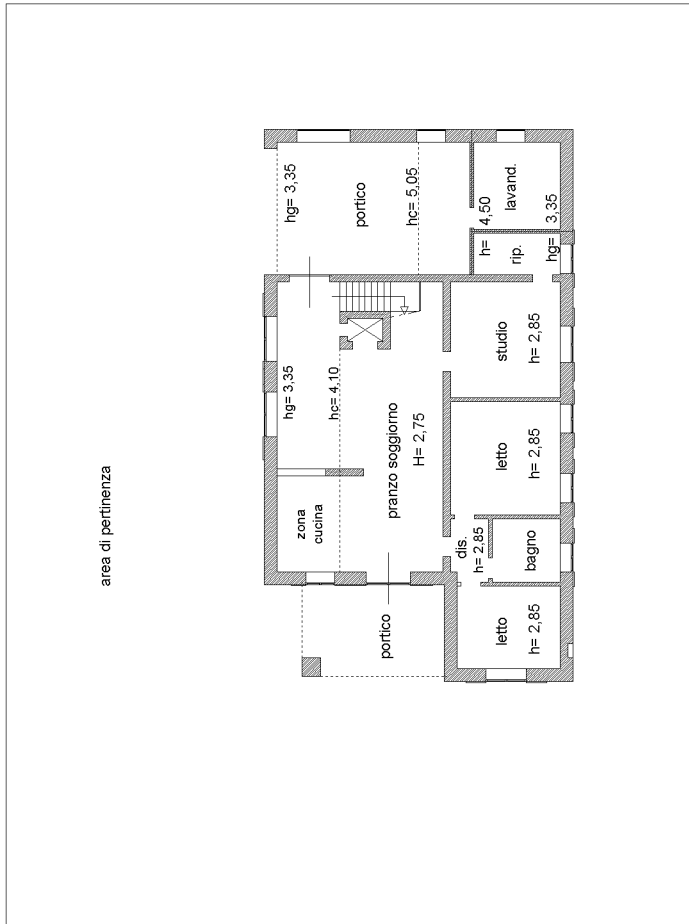 area di pertinenza
hg= 3,35
portico
hc= 5,05
lavand.
4,50
3,35
h=
rip.
hg=
hg= 3,35
hc= 4,10
studio
h= 2,85
pranzo soggiorno
H= 2,75
letto
h= 2,85
zona
cucina
dis.
h= 2,85
bagno
portico
letto
h= 2,85